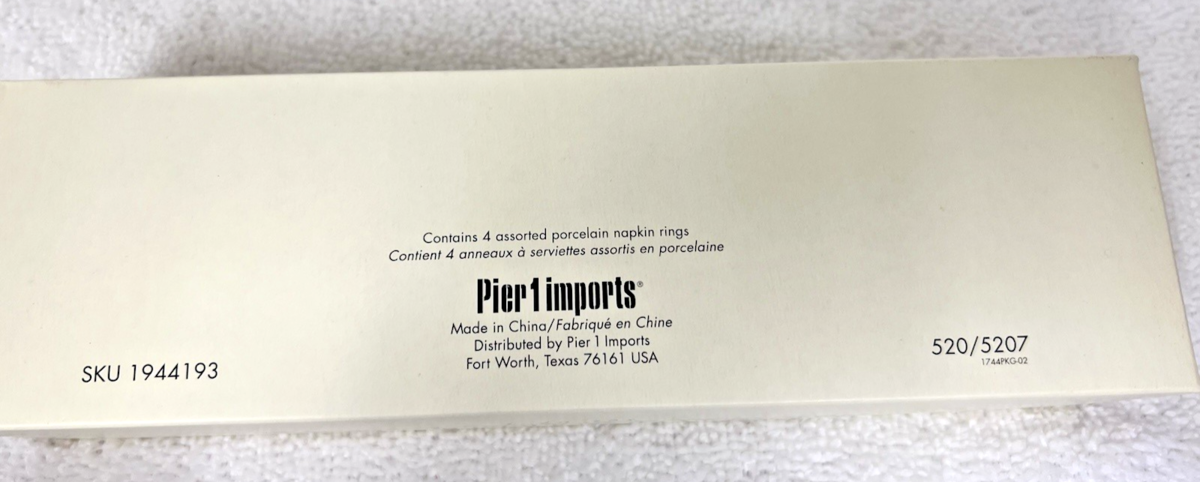 Contains 4 assorted porcelain napkin rings
Contient 4 anneaux à serviettes assortis en porcelaine
Pier 1 imports®
Made in China/Fabriqué en Chine
Distributed by Pier 1 Imports
Fort Worth, Texas 76161 USA
SKU 1944193
520/5207
1744PKG-02